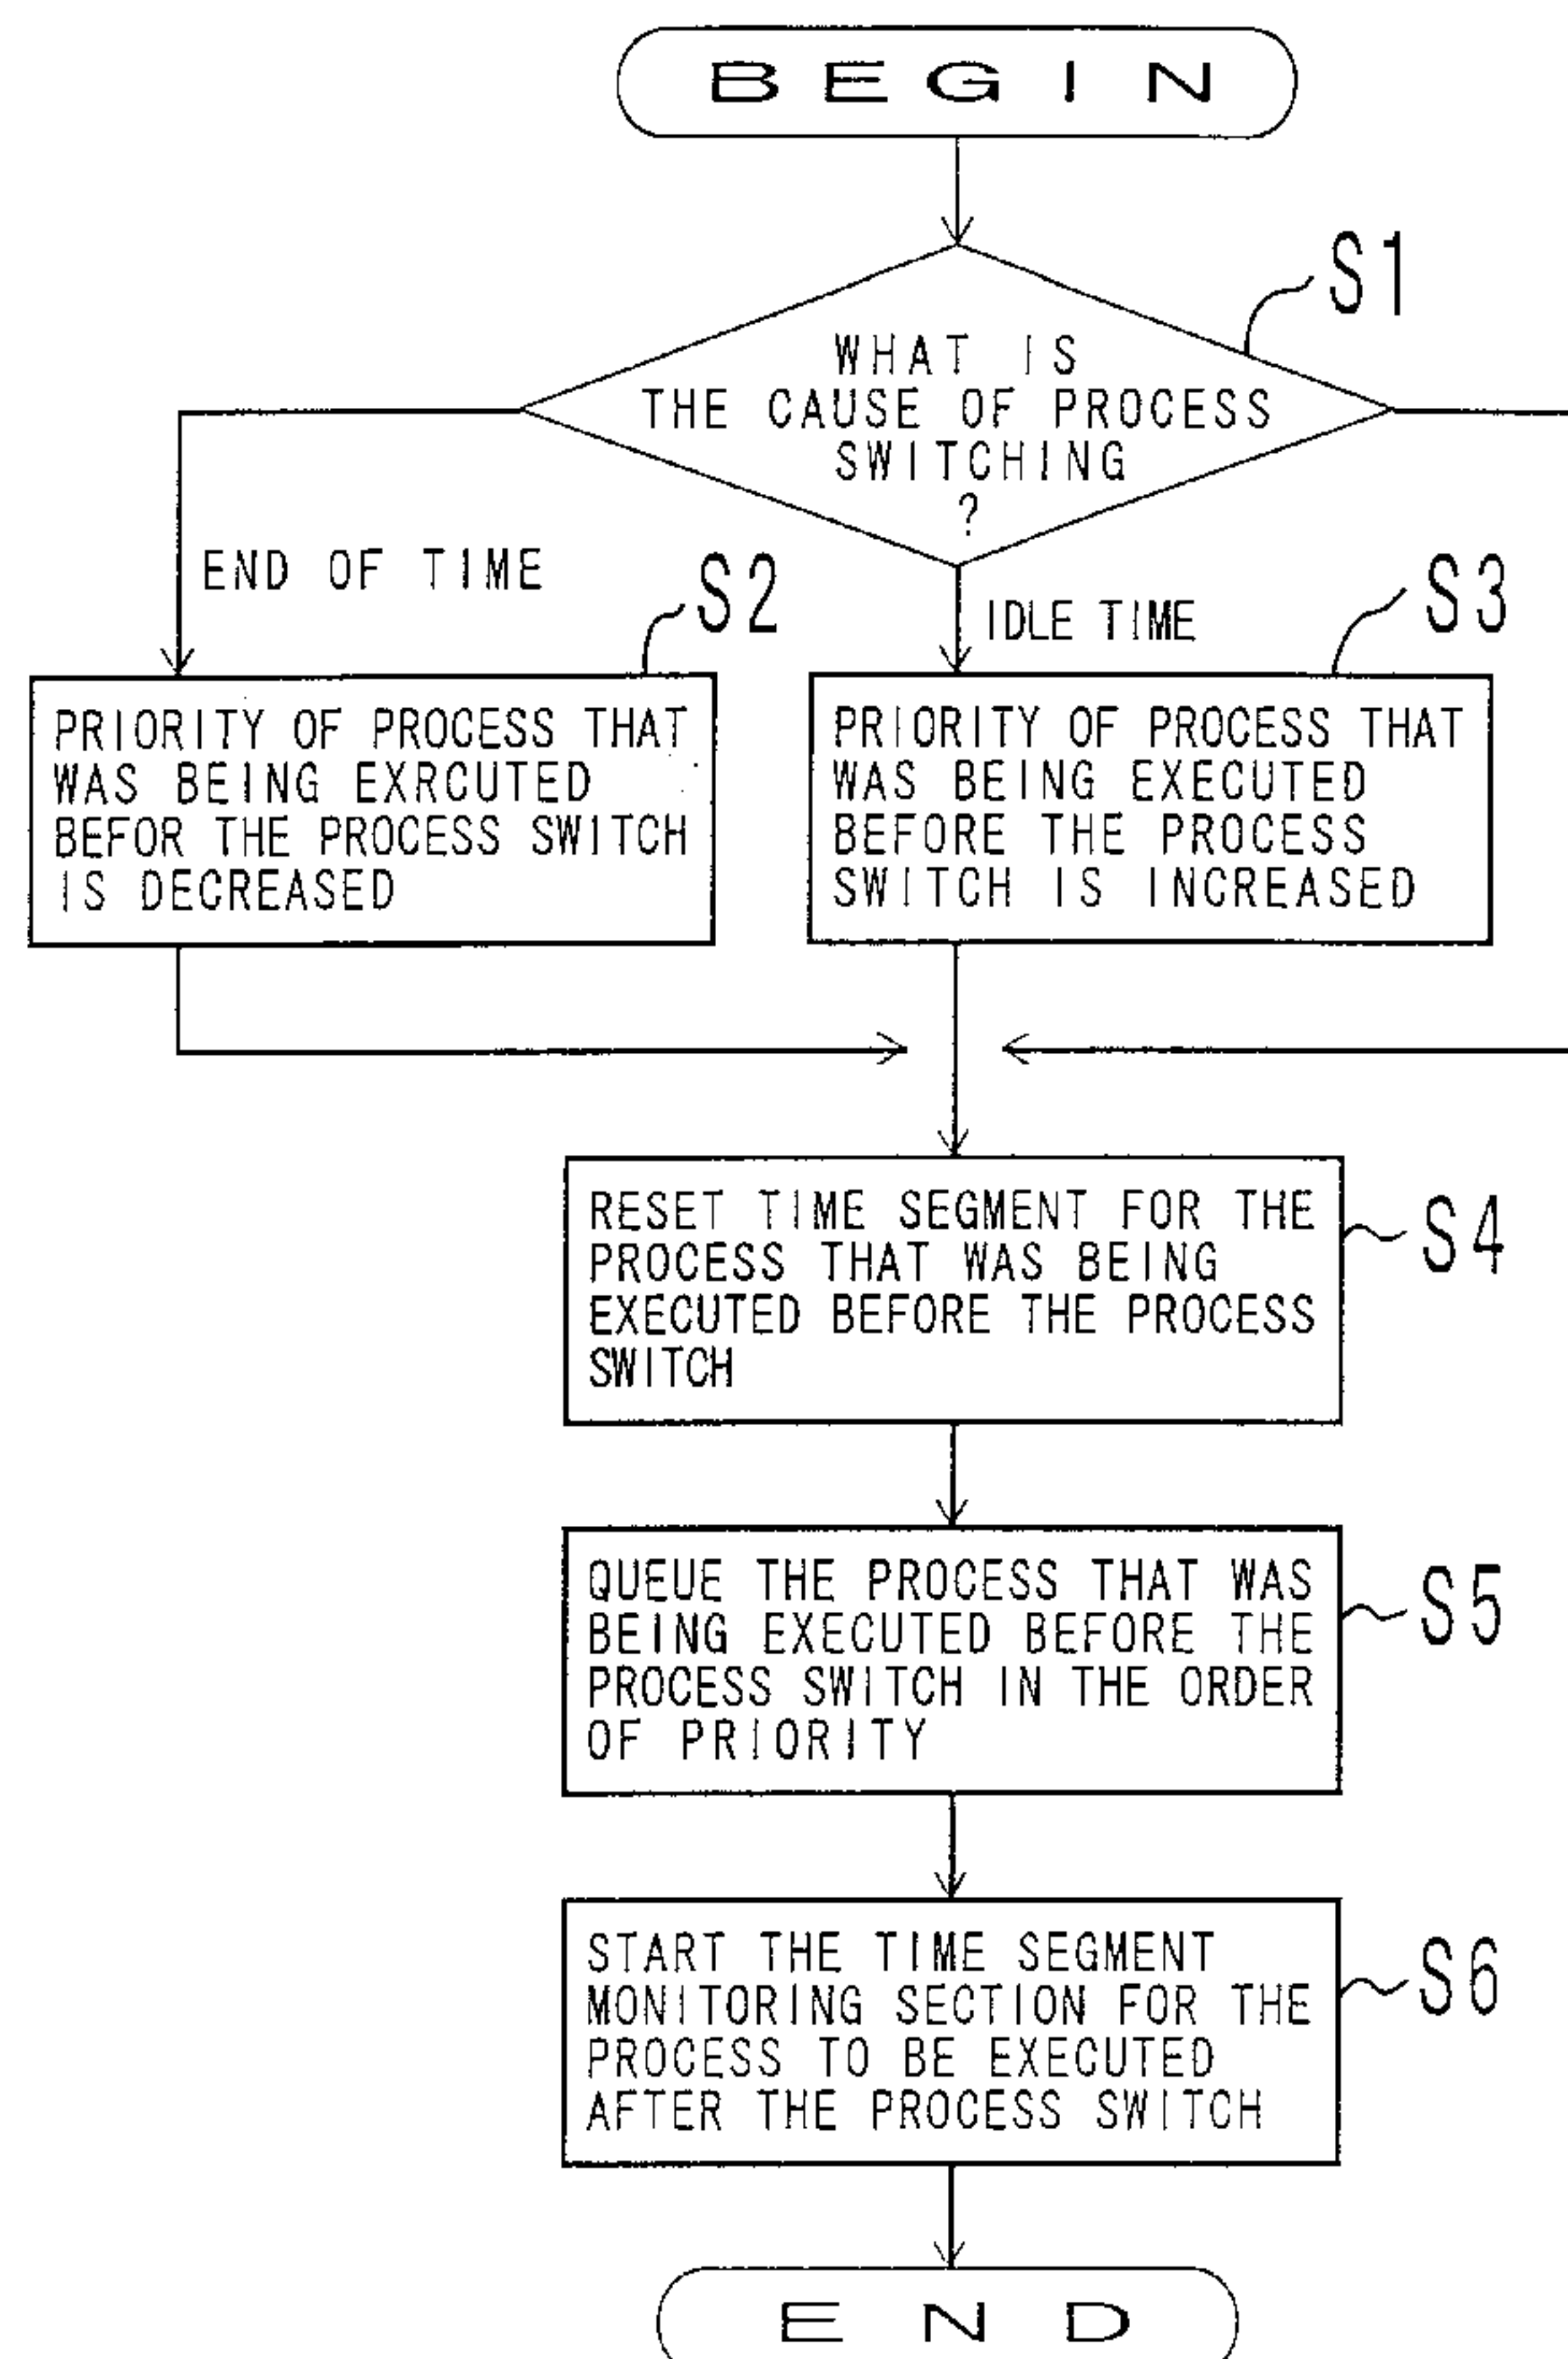 BEGIN
S1
WHAT IS
THE CAUSE OF PROCESS
SWITCHING
?
END OF TIME
S2
IDLE TIME
S3
PRIORITY OF PROCESS THAT
WAS BEING EXRCUTED
BEFOR THE PROCESS SWITCH
IS DECREASED
PRIORITY OF PROCESS THAT
WAS BEING EXECUTED
BEFORE THE PROCESS
SWITCH IS INCREASED
RESET TIME SEGMENT FOR THE
PROCESS THAT WAS BEING
EXECUTED BEFORE THE PROCESS
SWITCH
S4
QUEUE THE PROCESS THAT WAS
BEING EXECUTED BEFORE THE
PROCESS SWITCH IN THE ORDER
OF PRIORITY
S5
START THE TIME SEGMENT
MONITORING SECTION FOR THE
PROCESS TO BE EXECUTED
AFTER THE PROCESS SWITCH
S6
END